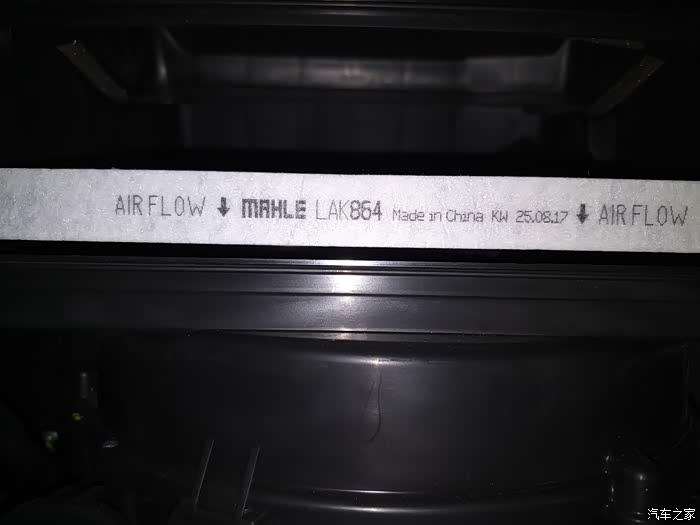 AIRFLOW ↓ MAHLE LAK864 Made in China KW 25.08.17 ↓ AIRFLOW
汽车之家